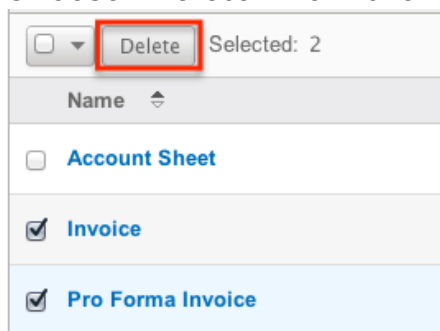 Delete Selected: 2
Name
Account Sheet
Invoice
Pro Forma Invoice